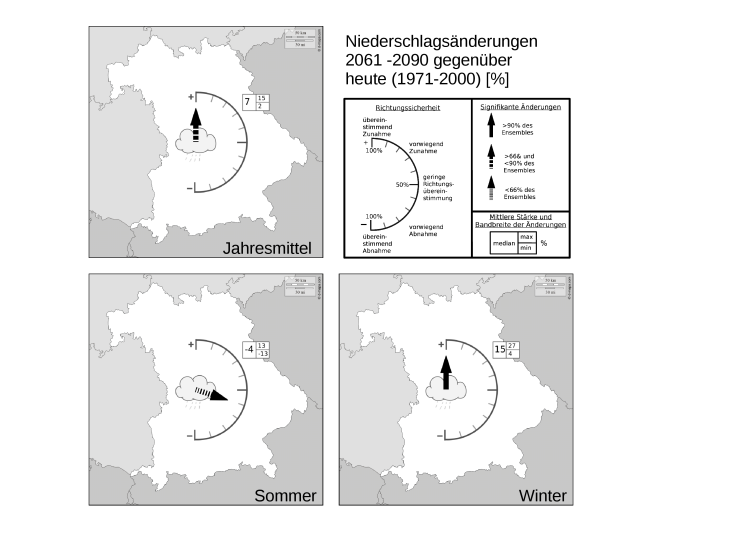 Niederschlagsänderungen
2061 -2090 gegenüber
heute (1971-2000) [%]
+
7
15
2
–
Jahresmittel
Richtungssicherheit
überein-
stimmend
Zunahme
+
100%
vorwiegend
Zunahme
50%
geringe
Richtungs-
überein-
stimmung
100%
–
überein-
stimmend
Abnahme
vorwiegend
Abnahme
Signifikante Änderungen
>90% des
Ensembles
>66& und
<90% des
Ensembles
<66% des
Ensembles
Mittlere Stärke und
Bandbreite der Änderungen
median
max
min
%
+
-4
13
-13
–
Sommer
+
15
27
4
–
Winter